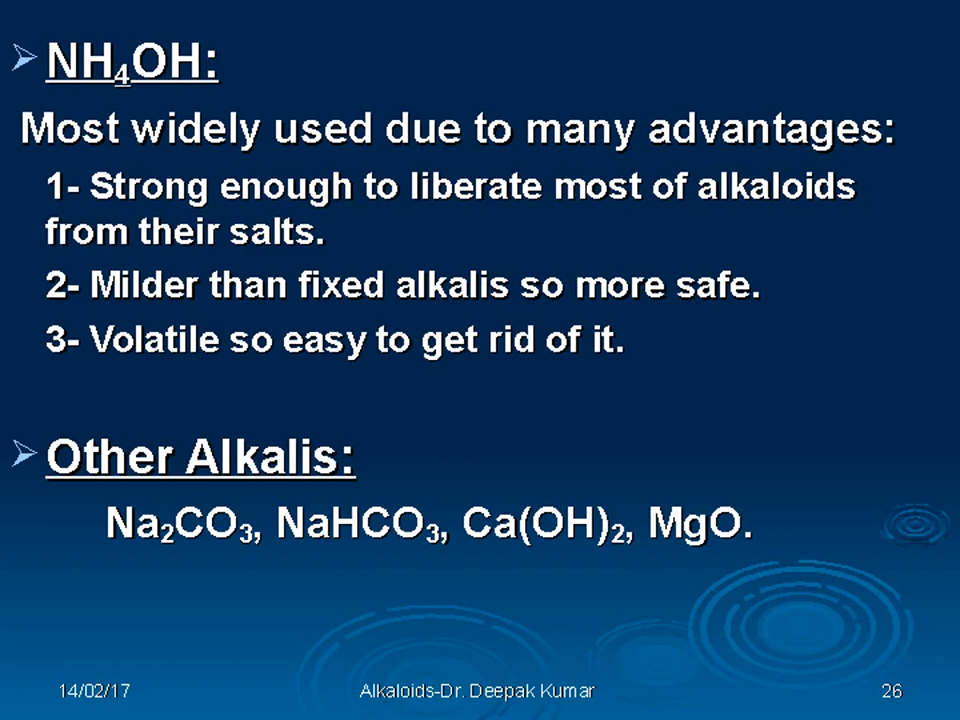 NH₄OH:
Most widely used due to many advantages:
1- Strong enough to liberate most of alkaloids
from their salts.
2- Milder than fixed alkalis so more safe.
3- Volatile so easy to get rid of it.
Other Alkalis:
Na₂CO₃, NaHCO₃, Ca(OH)₂, MgO.
14/02/17 Alkaloids-Dr. Deepak Kumar 26